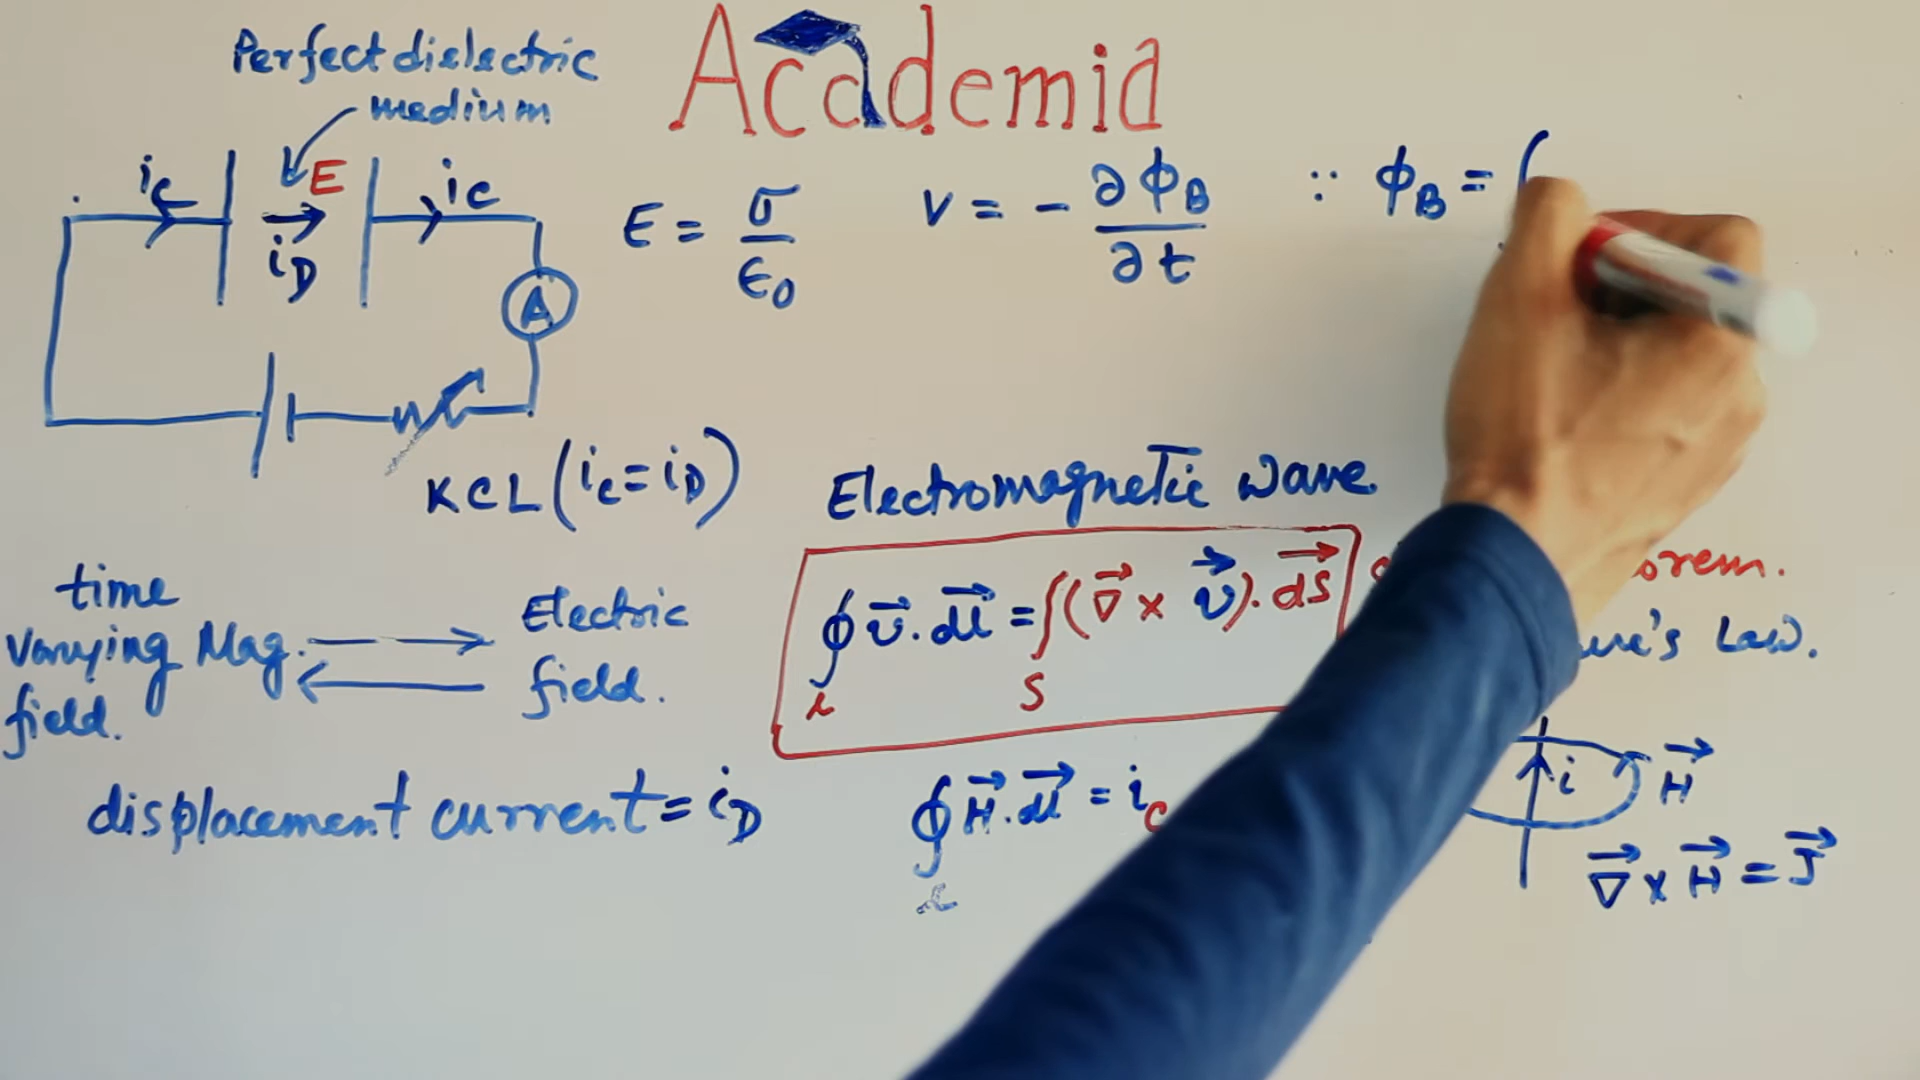 Academia
Perfect dielectric
medium
E
ic
ic
iD
A
E = σ/ϵ0
V = - ∂ϕB/∂t
∵ ϕB = ∫
KCL (ic = iD)
Electromagnetic wave
time
varying Mag.
field.
Electric
field.
∮ v⃗ . dl⃗ = ∫ (∇⃗ × v⃗) . dS⃗
L
S
orem.
Law.
displacement current = iD
∮ H⃗ . dl⃗ = ic
L
i
H⃗
∇⃗ × H⃗ = J⃗